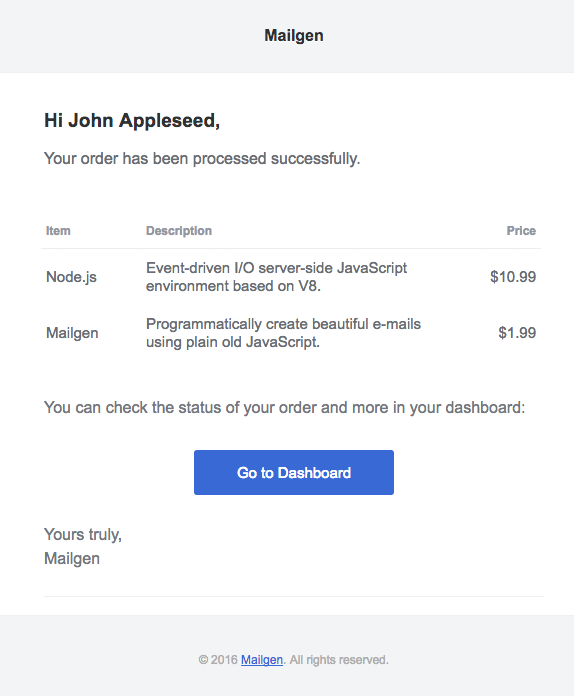 Mailgen
Hi John Appleseed,
Your order has been processed successfully.
Item Description Price
Node.js Event-driven I/O server-side JavaScript environment based on V8. $10.99
Mailgen Programmatically create beautiful e-mails using plain old JavaScript. $1.99
You can check the status of your order and more in your dashboard:
Go to Dashboard
Yours truly,
Mailgen
© 2016 Mailgen. All rights reserved.